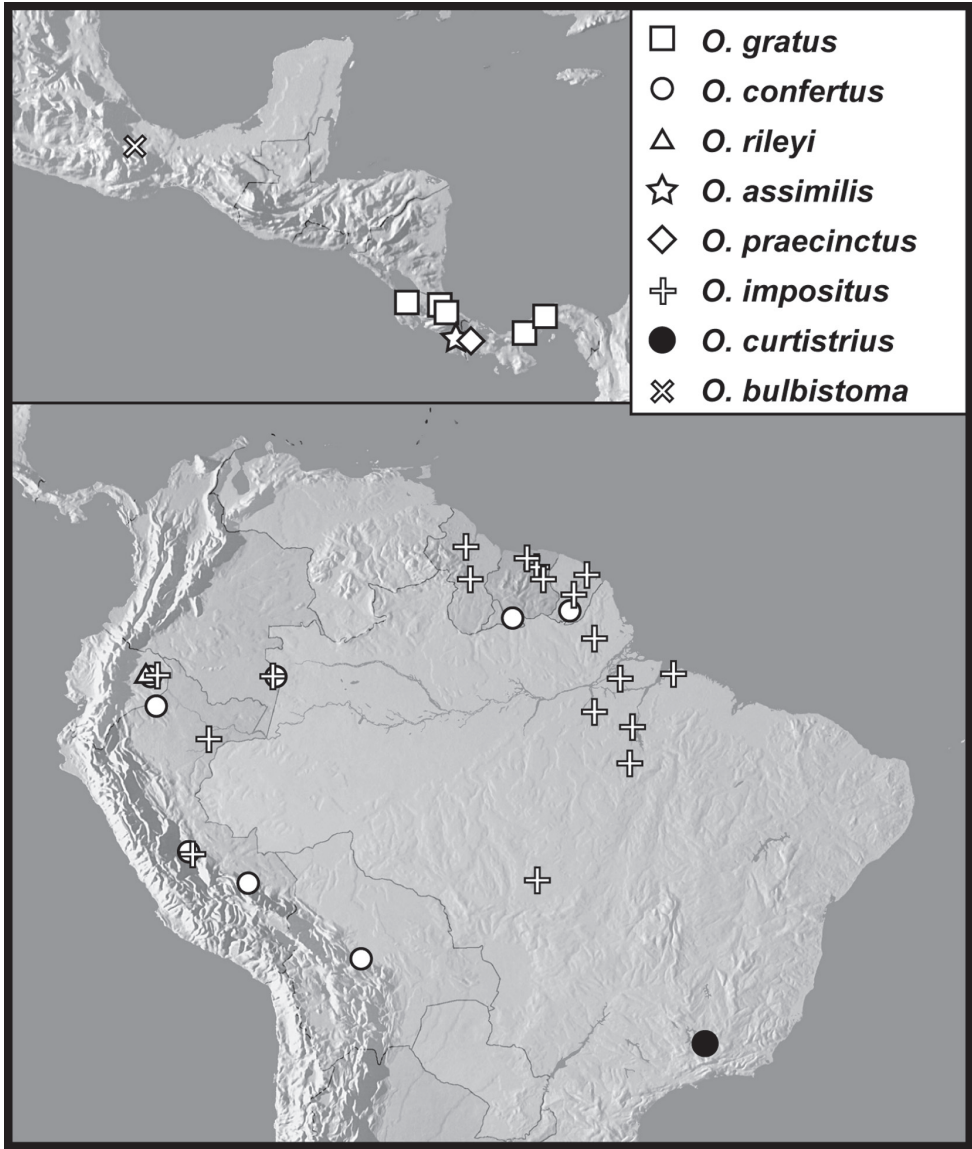 O. gratus
O. confertus
O. rileyi
O. assimilis
O. praecinctus
O. impositus
O. curtistrius
O. bulbistoma